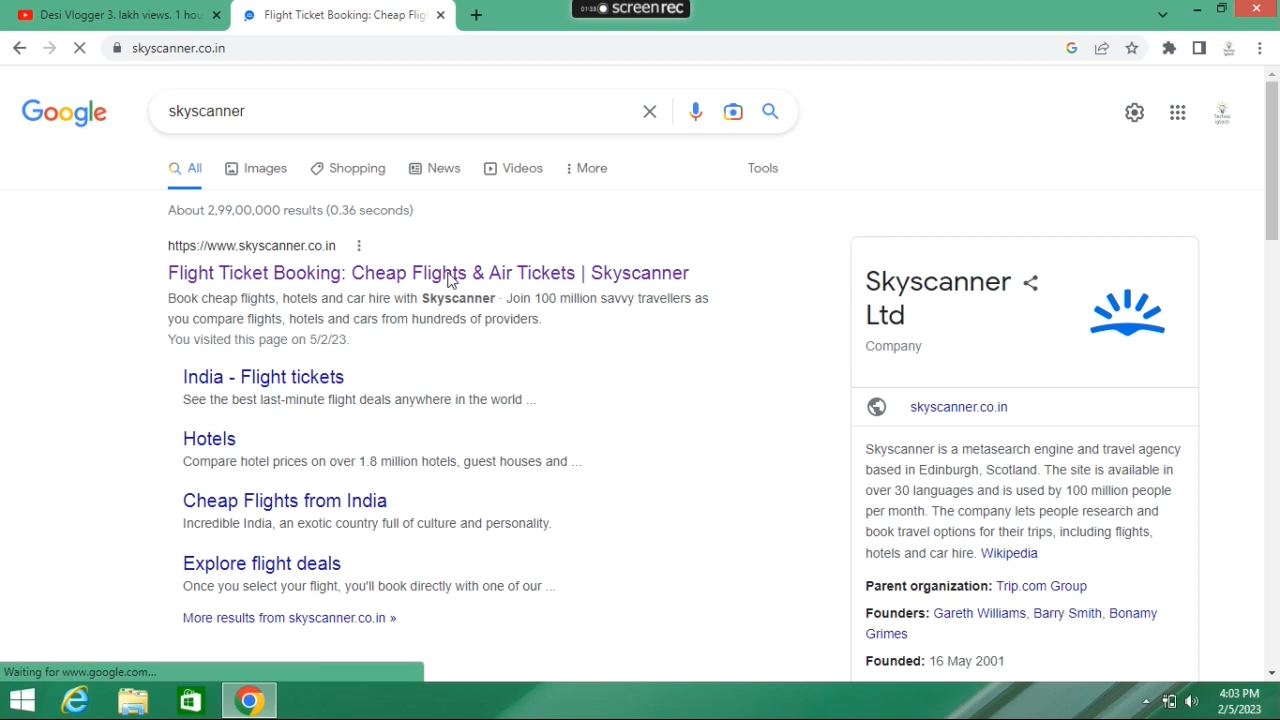 Desi Vlogger 3. lakh views. 1 hou
Flight Ticket Booking: Cheap Flig
01:33 screenrec
skyscanner.co.in
Google
skyscanner
All
Images
Shopping
News
Videos
More
Tools
About 2,99,00,000 results (0.36 seconds)
https://www.skyscanner.co.in
Flight Ticket Booking: Cheap Flights & Air Tickets | Skyscanner
Book cheap flights, hotels and car hire with Skyscanner · Join 100 million savvy travellers as
you compare flights, hotels and cars from hundreds of providers.
You visited this page on 5/2/23.
India - Flight tickets
See the best last-minute flight deals anywhere in the world ...
Hotels
Compare hotel prices on over 1.8 million hotels, guest houses and ...
Cheap Flights from India
Incredible India, an exotic country full of culture and personality.
Explore flight deals
Once you select your flight, you'll book directly with one of our ...
More results from skyscanner.co.in »
Skyscanner
Ltd
Company
skyscanner.co.in
Skyscanner is a metasearch engine and travel agency
based in Edinburgh, Scotland. The site is available in
over 30 languages and is used by 100 million people
per month. The company lets people research and
book travel options for their trips, including flights,
hotels and car hire. Wikipedia
Parent organization: Trip.com Group
Founders: Gareth Williams, Barry Smith, Bonamy
Grimes
Founded: 16 May 2001
Waiting for www.google.com...
4:03 PM
2/5/2023